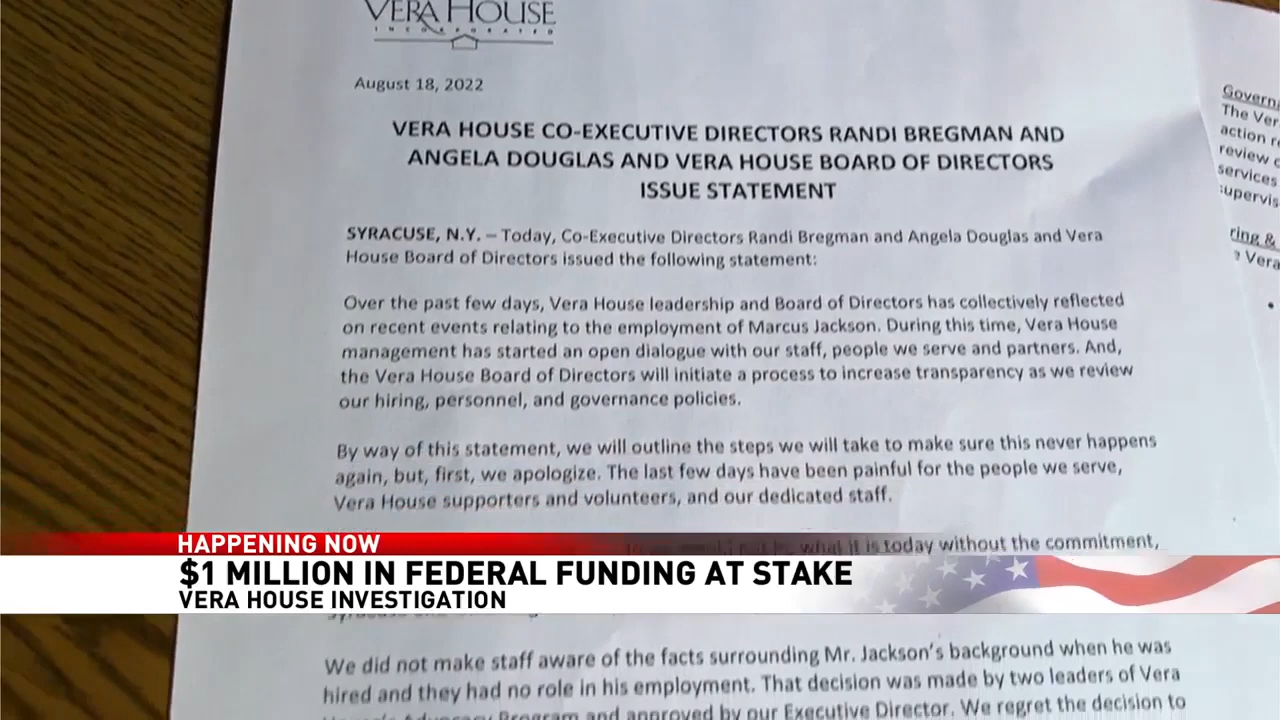 VERA HOUSE
INCORPORATED
August 18, 2022
VERA HOUSE CO-EXECUTIVE DIRECTORS RANDI BREGMAN AND
ANGELA DOUGLAS AND VERA HOUSE BOARD OF DIRECTORS
ISSUE STATEMENT
SYRACUSE, N.Y. – Today, Co-Executive Directors Randi Bregman and Angela Douglas and Vera
House Board of Directors issued the following statement:
Over the past few days, Vera House leadership and Board of Directors has collectively reflected
on recent events relating to the employment of Marcus Jackson. During this time, Vera House
management has started an open dialogue with our staff, people we serve and partners. And,
the Vera House Board of Directors will initiate a process to increase transparency as we review
our hiring, personnel, and governance policies.
By way of this statement, we will outline the steps we will take to make sure this never happens
again, but, first, we apologize. The last few days have been painful for the people we serve,
Vera House supporters and volunteers, and our dedicated staff.
what it is today without the commitment,
HAPPENING NOW
$1 MILLION IN FEDERAL FUNDING AT STAKE
VERA HOUSE INVESTIGATION
We did not make staff aware of the facts surrounding Mr. Jackson's background when he was
hired and they had no role in his employment. That decision was made by two leaders of Vera
House's Advocacy Program and approved by our Executive Director. We regret the decision to
Govern
The Ver
action r
review
services
supervis
ring &
Vera